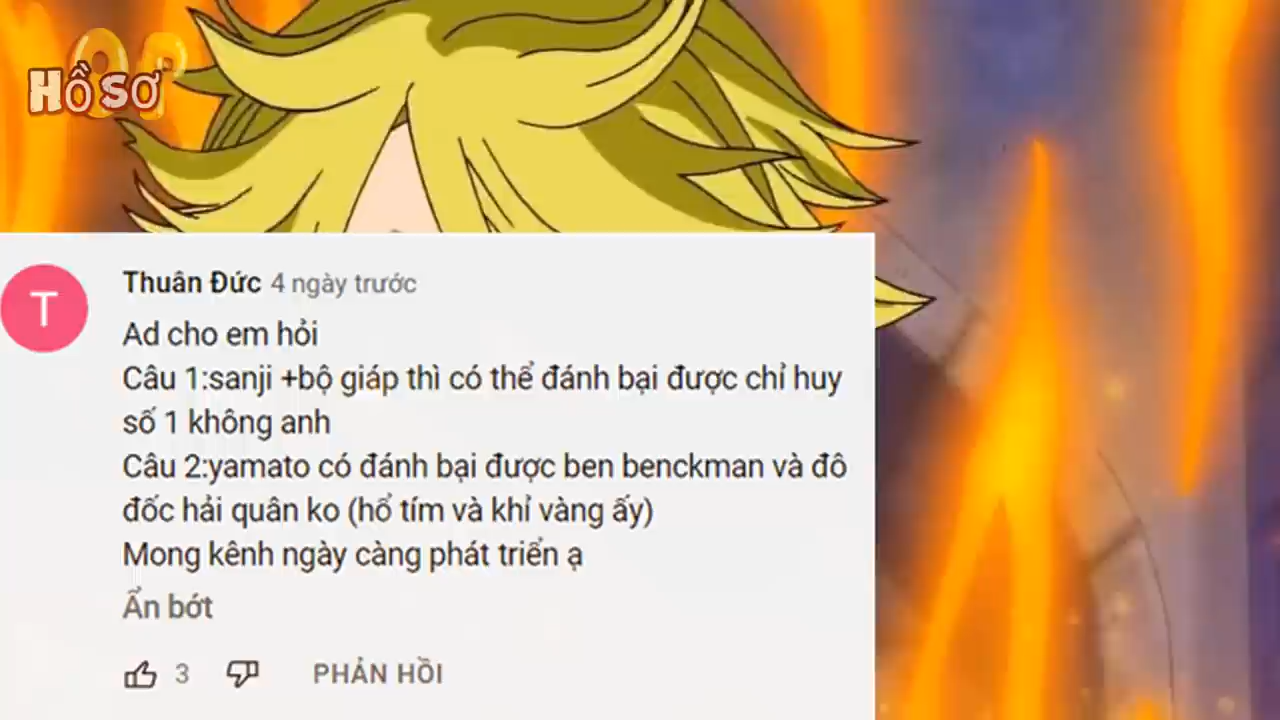 Hồ sơ OP
Thuân Đức 4 ngày trước
T
Ad cho em hỏi
Câu 1:sanji +bộ giáp thì có thể đánh bại được chỉ huy
số 1 không anh
Câu 2:yamato có đánh bại được ben benckman và đô
đốc hải quân ko (hổ tím và khỉ vàng ấy)
Mong kênh ngày càng phát triển ạ
Ẩn bớt
3 PHẢN HỒI